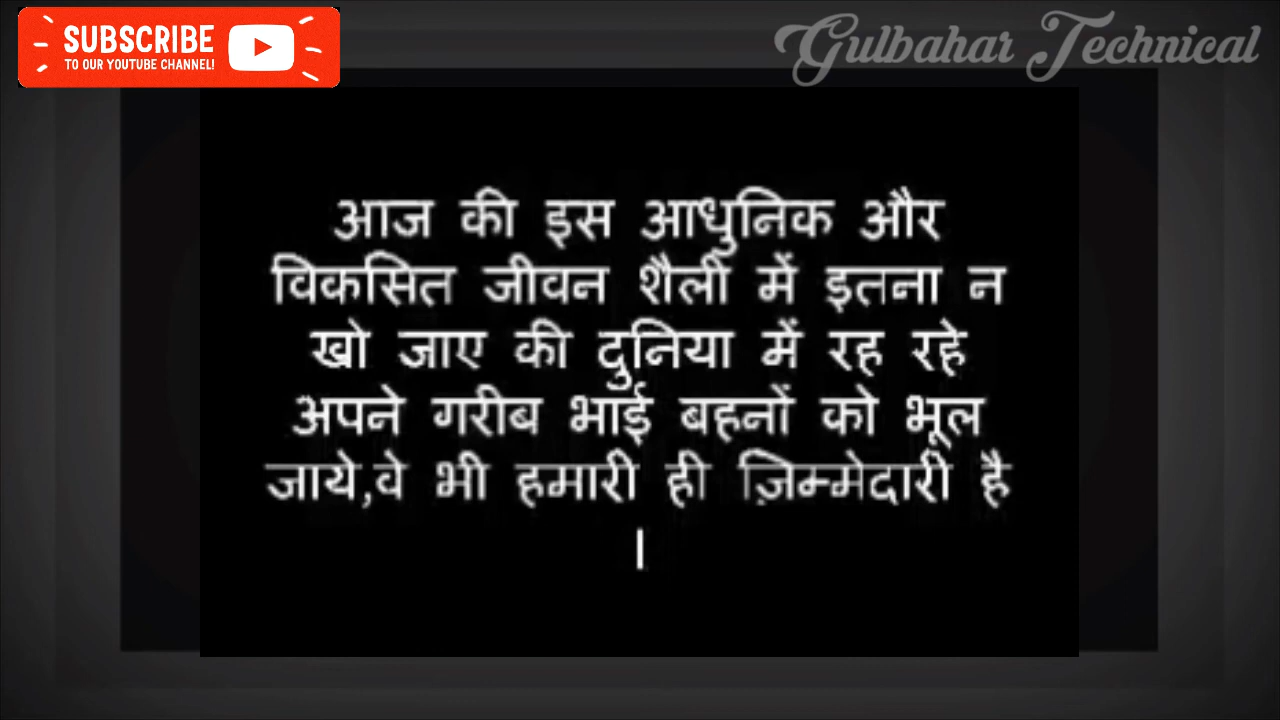 SUBSCRIBE
TO OUR YOUTUBE CHANNEL!
Gulbahar Technical
आज की इस आधुनिक और
विकसित जीवन शैली में इतना न
खो जाए की दुनिया में रह रहे
अपने गरीब भाई बहनों को भूल
जाये,वे भी हमारी ही ज़िम्मेदारी है
।